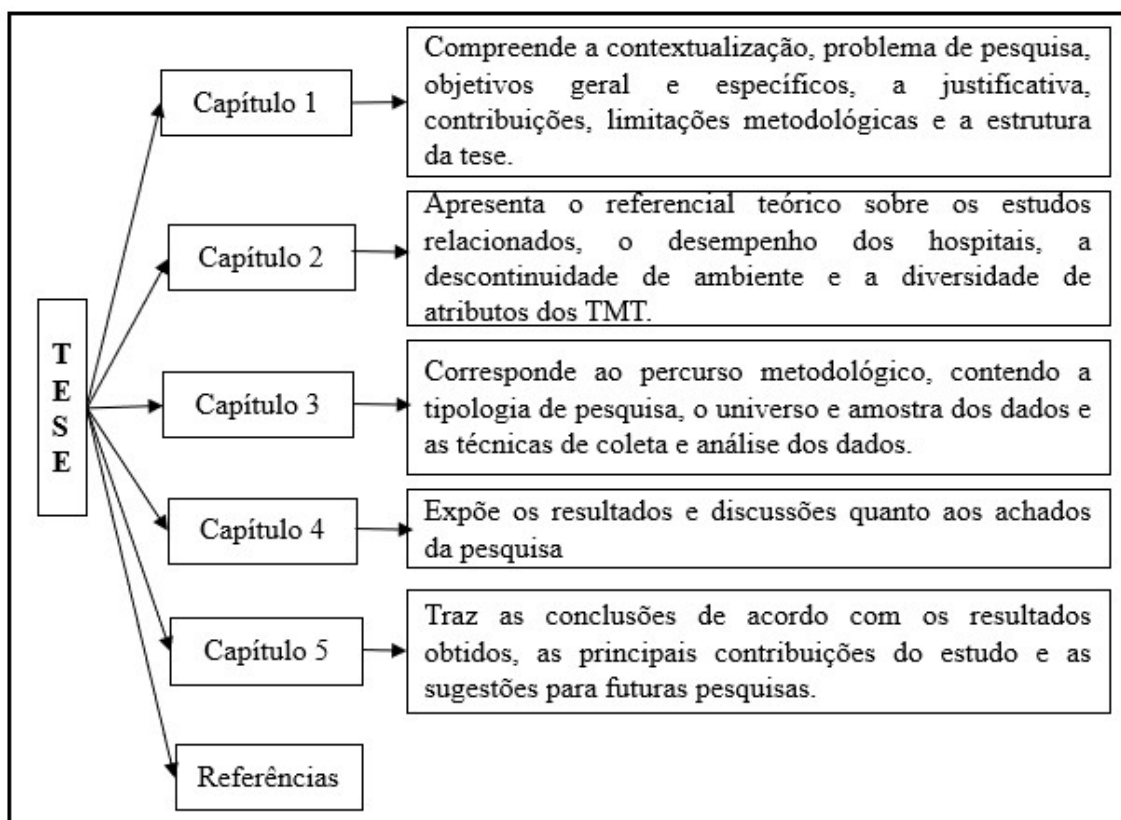 Capítulo 1
Compreende a contextualização, problema de pesquisa,
objetivos geral e específicos, a justificativa,
contribuições, limitações metodológicas e a estrutura
da tese.
Capítulo 2
Apresenta o referencial teórico sobre os estudos
relacionados, o desempenho dos hospitais, a
descontinuidade de ambiente e a diversidade de
atributos dos TMT.
T
E
S
E
Capítulo 3
Corresponde ao percurso metodológico, contendo a
tipologia de pesquisa, o universo e amostra dos dados e
as técnicas de coleta e análise dos dados.
Capítulo 4
Expõe os resultados e discussões quanto aos achados
da pesquisa
Capítulo 5
Traz as conclusões de acordo com os resultados
obtidos, as principais contribuições do estudo e as
sugestões para futuras pesquisas.
Referências